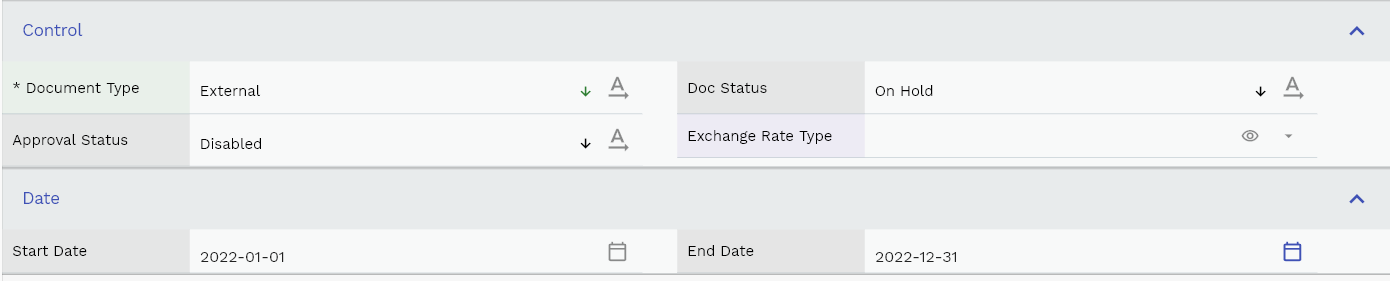 Control
* Document Type External
Doc Status On Hold
Approval Status Disabled
Exchange Rate Type
Date
Start Date 2022-01-01
End Date 2022-12-31